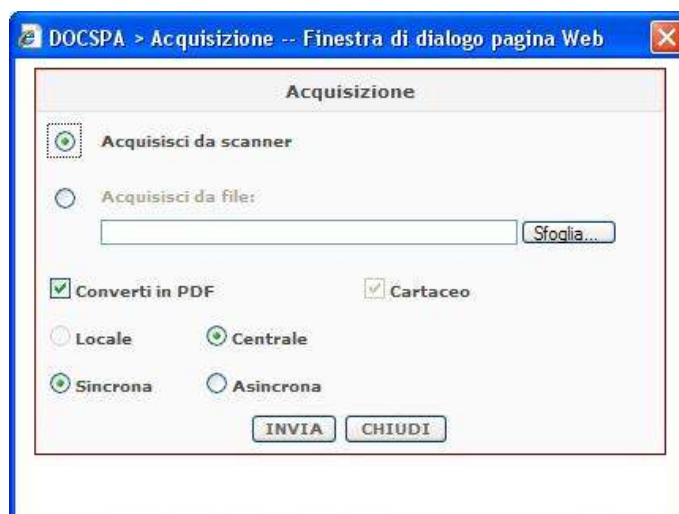 DOCSPA > Acquisizione -- Finestra di dialogo pagina Web
Acquisizione
Acquisisci da scanner
Acquisisci da file:
Sfoglia...
Converti in PDF Cartaceo
Locale Centrale
Sincrona Asincrona
INVIA CHIUDI